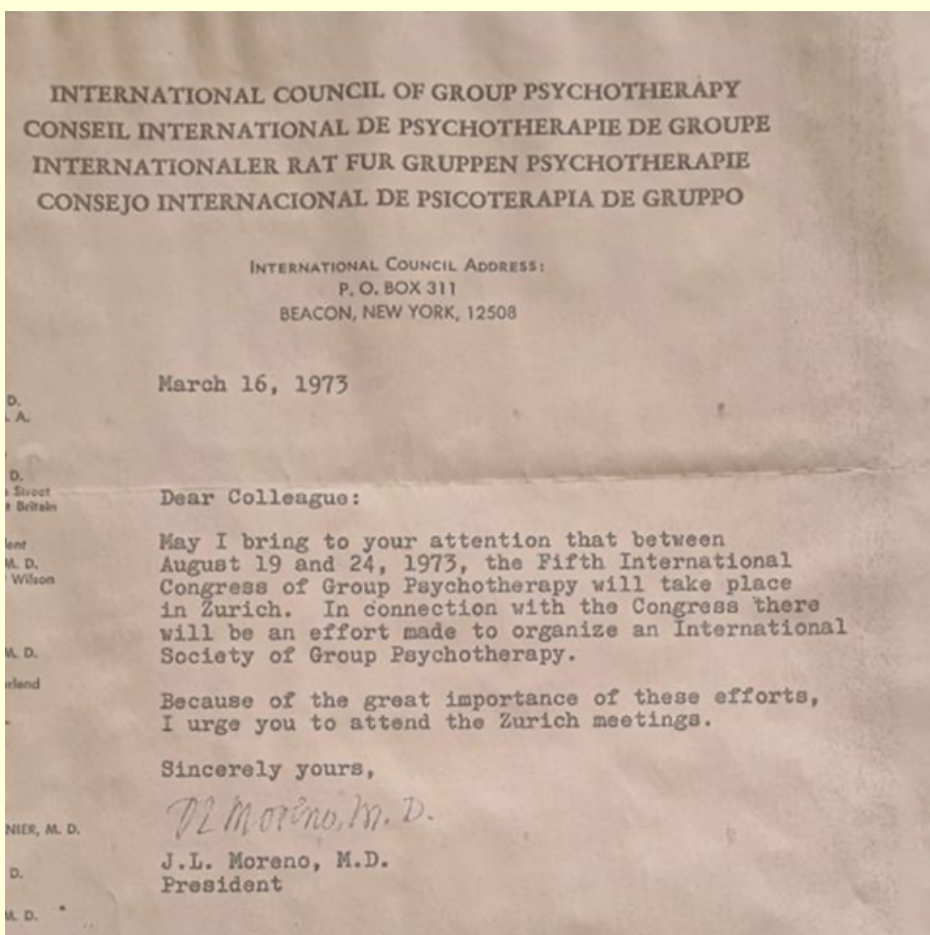 INTERNATIONAL COUNCIL OF GROUP PSYCHOTHERAPY
CONSEIL INTERNATIONAL DE PSYCHOTHERAPIE DE GROUPE
INTERNATIONALER RAT FUR GRUPPEN PSYCHOTHERAPIE
CONSEJO INTERNACIONAL DE PSICOTERAPIA DE GRUPPO
INTERNATIONAL COUNCIL ADDRESS:
P. O. BOX 311
BEACON, NEW YORK, 12508
March 16, 1973
D.
. A.
D.
Street
Britain
M. D.
Wilson
M. D.
NIER, M. D.
D.
M. D.
Dear Colleague:
May I bring to your attention that between
August 19 and 24, 1973, the Fifth International
Congress of Group Psychotherapy will take place
in Zurich. In connection with the Congress there
will be an effort made to organize an International
Society of Group Psychotherapy.
Because of the great importance of these efforts,
I urge you to attend the Zurich meetings.
Sincerely yours,
JL Moreno, M. D.
J.L. Moreno, M.D.
President